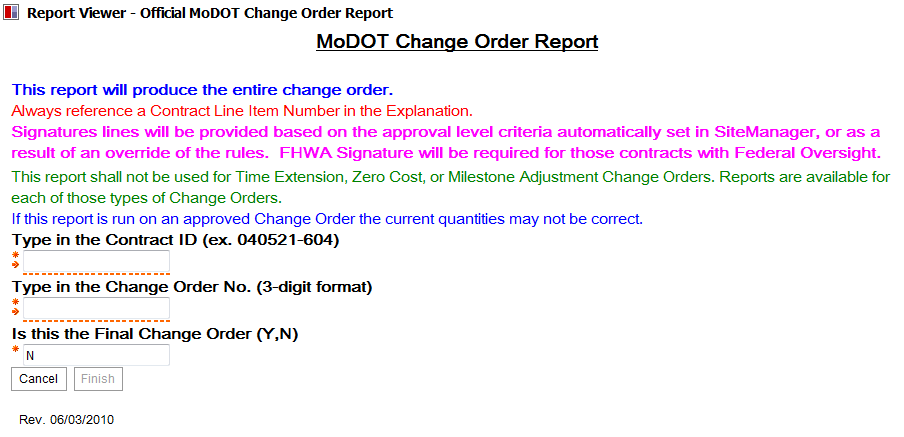 Report Viewer - Official MoDOT Change Order Report
MoDOT Change Order Report
This report will produce the entire change order.
Always reference a Contract Line Item Number in the Explanation.
Signatures lines will be provided based on the approval level criteria automatically set in SiteManager, or as a
result of an override of the rules.  FHWA Signature will be required for those contracts with Federal Oversight.
This report shall not be used for Time Extension, Zero Cost, or Milestone Adjustment Change Orders. Reports are available for
each of those types of Change Orders.
If this report is run on an approved Change Order the current quantities may not be correct.
Type in the Contract ID (ex. 040521-604)
Type in the Change Order No. (3-digit format)
Is this the Final Change Order (Y,N)
N
Cancel Finish
Rev. 06/03/2010